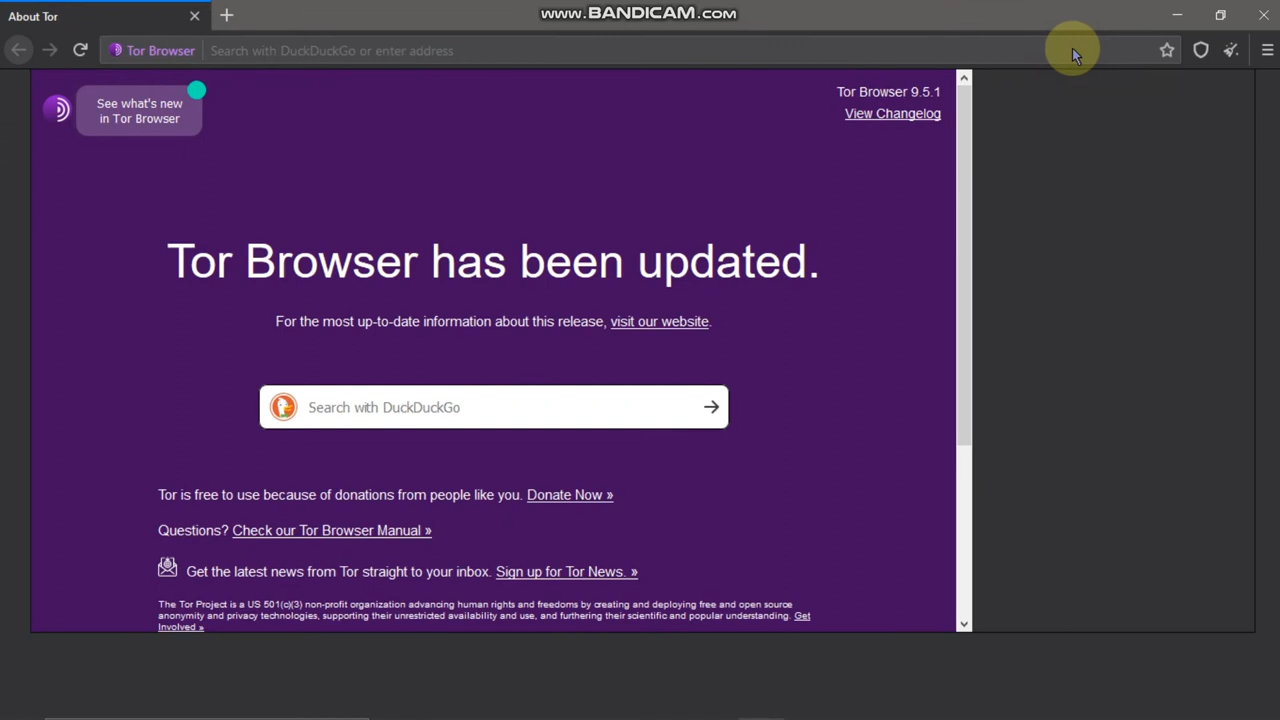 About Tor
www.BANDICAM.com
Tor Browser
Search with DuckDuckGo or enter address
See what's new
in Tor Browser
Tor Browser 9.5.1
View Changelog
Tor Browser has been updated.
For the most up-to-date information about this release, visit our website.
Search with DuckDuckGo
Tor is free to use because of donations from people like you. Donate Now »
Questions? Check our Tor Browser Manual »
Get the latest news from Tor straight to your inbox. Sign up for Tor News. »
The Tor Project is a US 501(c)(3) non-profit organization advancing human rights and freedoms by creating and deploying free and open source
anonymity and privacy technologies, supporting their unrestricted availability and use, and furthering their scientific and popular understanding. Get
Involved »